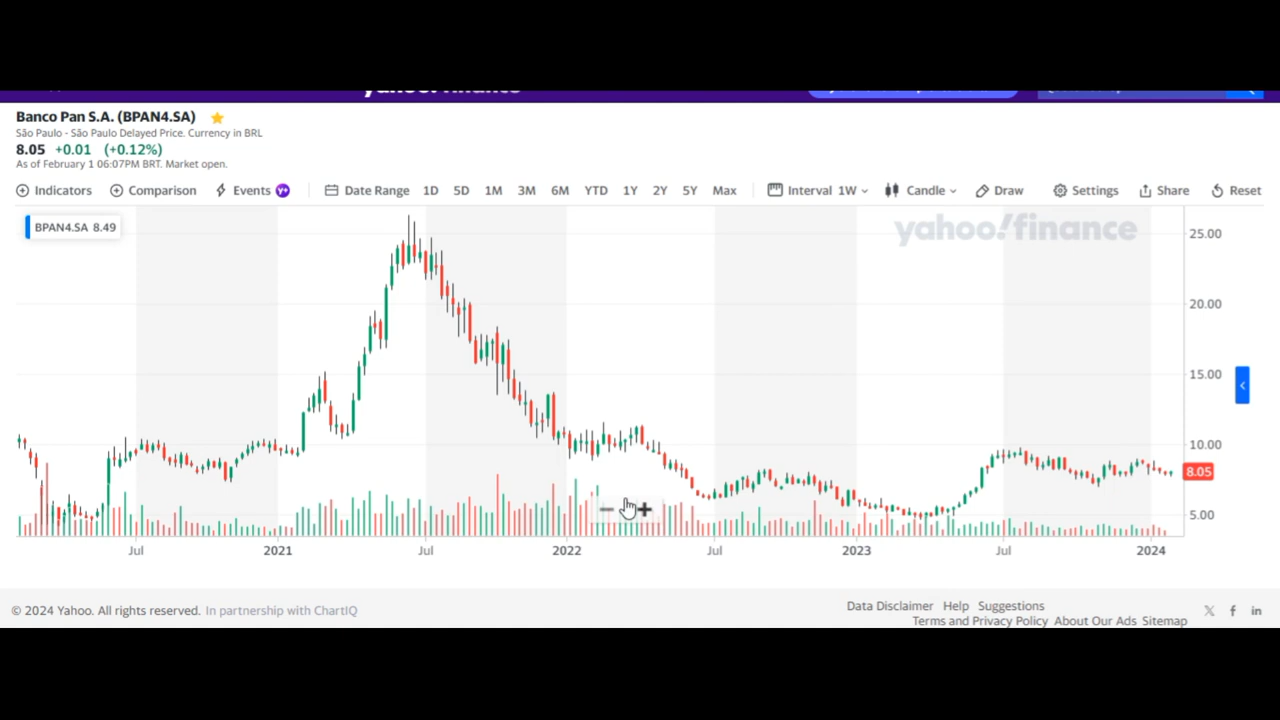 Banco Pan S.A. (BPAN4.SA)
São Paulo - São Paulo Delayed Price. Currency in BRL
8.05 +0.01 (+0.12%)
As of February 1 06:07PM BRT. Market open.
Indicators Comparison Events Y+ Date Range 1D 5D 1M 3M 6M YTD 1Y 2Y 5Y Max Interval 1W Candle Draw Settings Share Reset
BPAN4.SA 8.49
yahoo!finance
25.00
20.00
15.00
10.00
8.05
5.00
Jul 2021 Jul 2022 Jul 2023 Jul 2024
© 2024 Yahoo. All rights reserved. In partnership with ChartIQ
Data Disclaimer Help Suggestions
Terms and Privacy Policy About Our Ads Sitemap